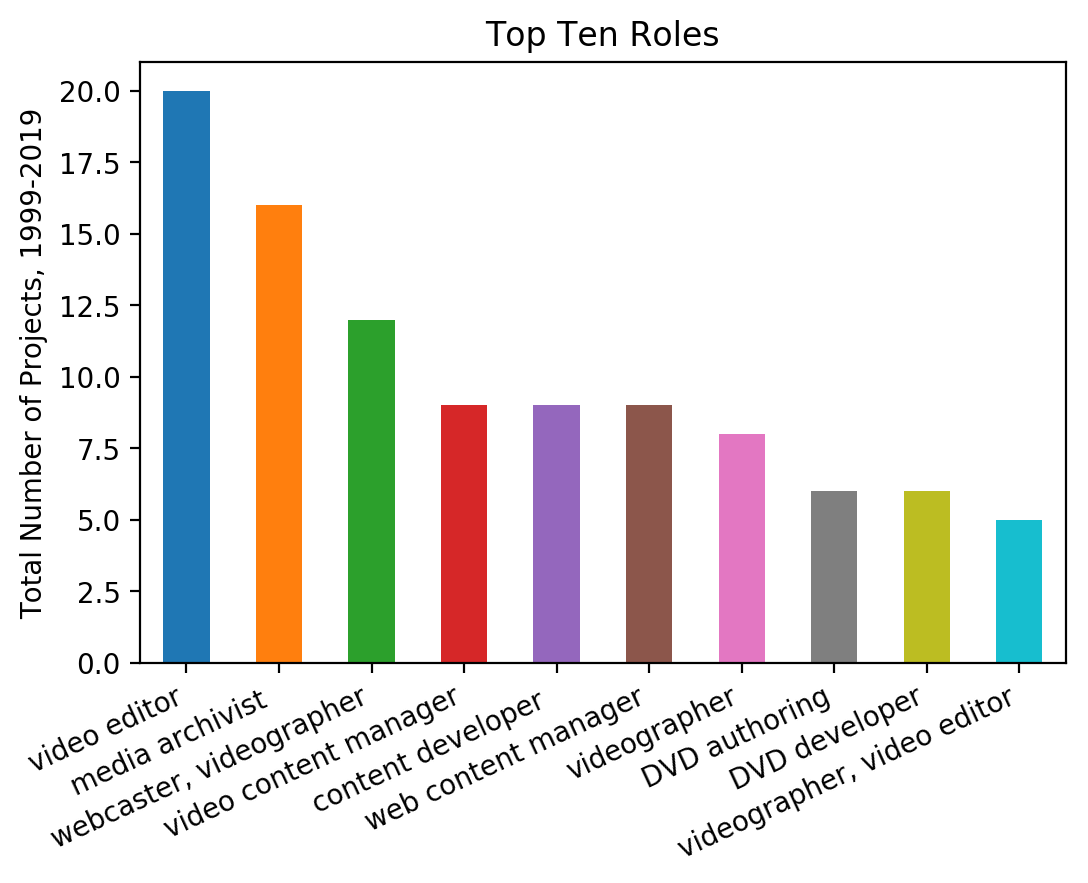 Top Ten Roles
Total Number of Projects, 1999-2019
20.0
17.5
15.0
12.5
10.0
7.5
5.0
2.5
0.0
video editor
media archivist
webcaster, videographer
video content manager
content developer
web content manager
videographer
DVD authoring
DVD developer
videographer, video editor